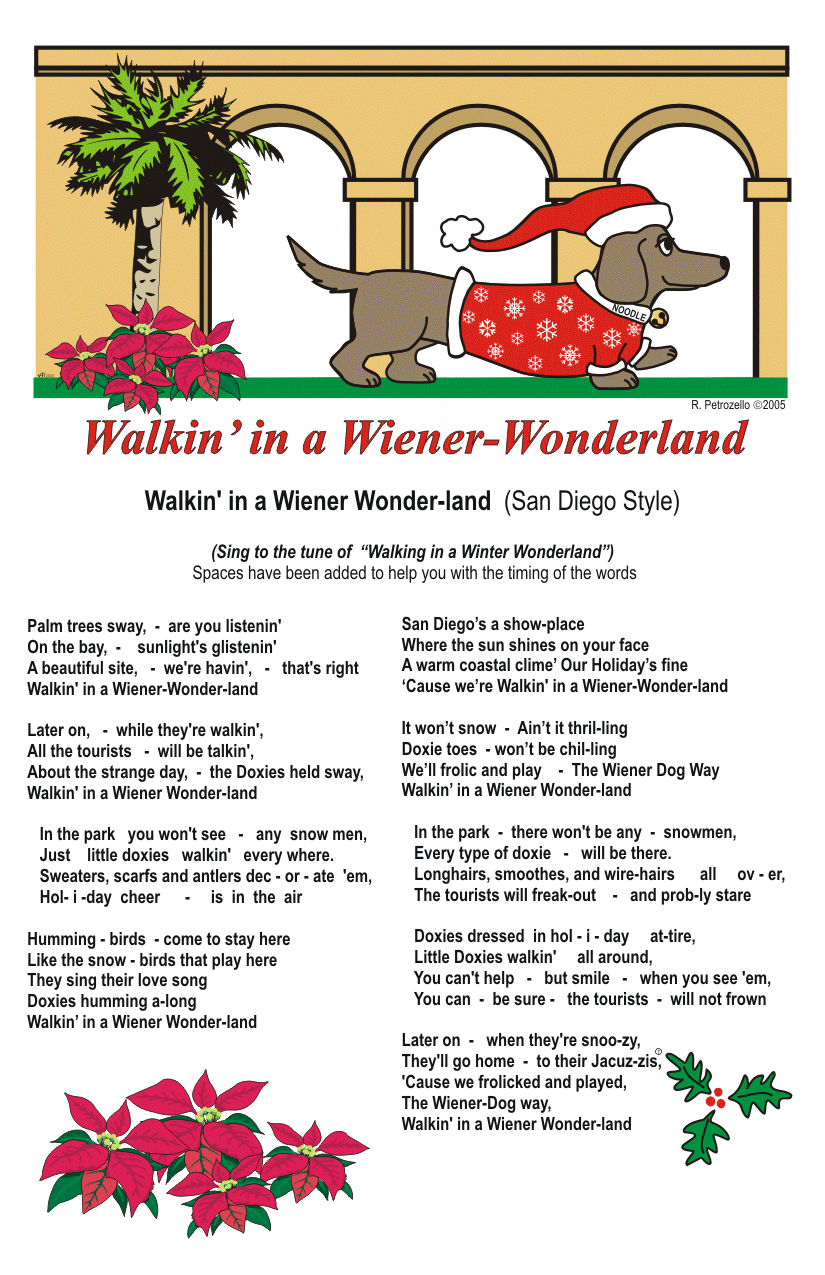 NOODLE
R. Petrozello ©2005
Walkin’ in a Wiener-Wonderland
Walkin' in a Wiener Wonder-land (San Diego Style)
(Sing to the tune of “Walking in a Winter Wonderland”)
Spaces have been added to help you with the timing of the words
Palm trees sway, - are you listenin'
On the bay, - sunlight's glistenin'
A beautiful site, - we're havin', - that's right
Walkin' in a Wiener-Wonder-land
Later on, - while they're walkin',
All the tourists - will be talkin',
About the strange day, - the Doxies held sway,
Walkin' in a Wiener Wonder-land
In the park you won't see - any snow men,
Just little doxies walkin' every where.
Sweaters, scarfs and antlers dec - or - ate 'em,
Hol- i -day cheer - is in the air
Humming - birds - come to stay here
Like the snow - birds that play here
They sing their love song
Doxies humming a-long
Walkin’ in a Wiener Wonder-land
San Diego’s a show-place
Where the sun shines on your face
A warm coastal clime’ Our Holiday’s fine
‘Cause we’re Walkin' in a Wiener-Wonder-land
It won’t snow - Ain’t it thril-ling
Doxie toes - won’t be chil-ling
We’ll frolic and play - The Wiener Dog Way
Walkin’ in a Wiener Wonder-land
In the park - there won't be any - snowmen,
Every type of doxie - will be there.
Longhairs, smoothes, and wire-hairs all ov - er,
The tourists will freak-out - and prob-ly stare
Doxies dressed in hol - i - day at-tire,
Little Doxies walkin' all around,
You can't help - but smile - when you see 'em,
You can - be sure - the tourists - will not frown
Later on - when they're snoo-zy,
They'll go home - to their Jacuz-zis,
'Cause we frolicked and played,
The Wiener-Dog way,
Walkin' in a Wiener Wonder-land